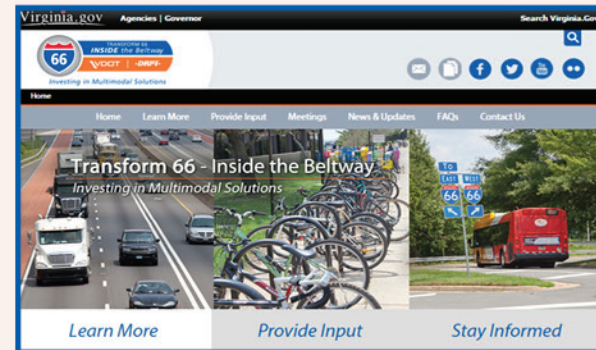 Virginia.gov Agencies | Governor Search Virginia.Gov
TRANSFORM 66
INSIDE the Beltway
66
VDOT | -DRPT-
Investing in Multimodal Solutions
You
Tube
Home
Home Learn More Provide Input Meetings News & Updates FAQs Contact Us
Transform 66 - Inside the Beltway
Investing in Multimodal Solutions
TO
EAST WEST
66 66
Learn More Provide Input Stay Informed